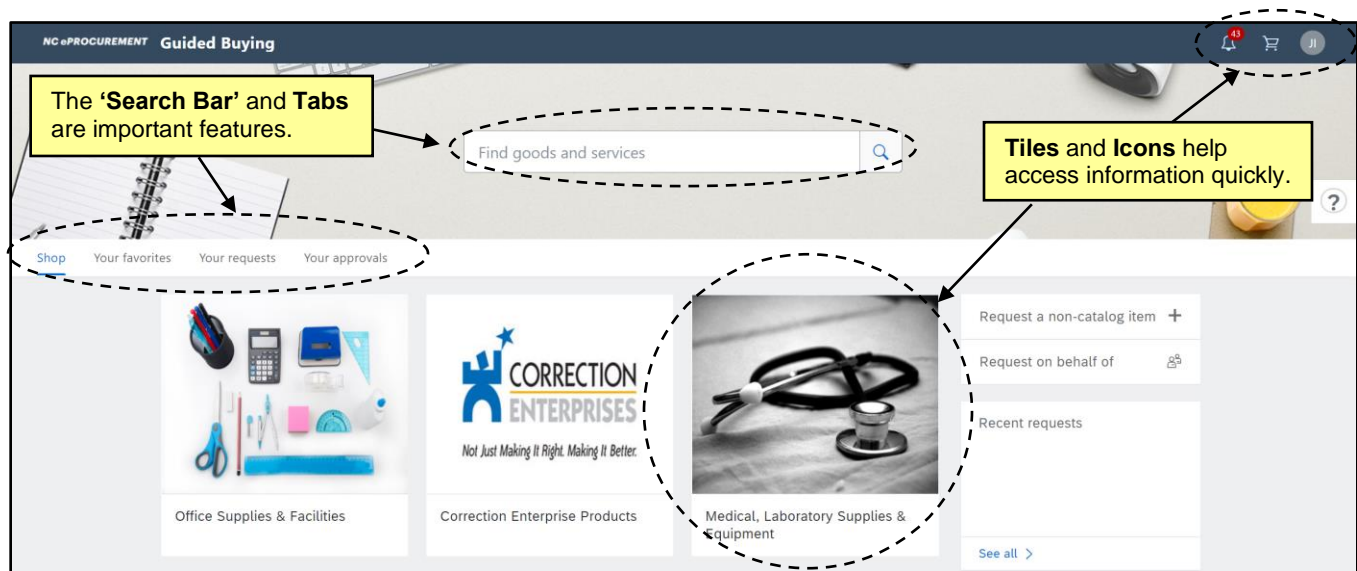 NC ePROCUREMENT Guided Buying
43
JI
The ‘Search Bar’ and Tabs
are important features.
Find goods and services
Tiles and Icons help
access information quickly.
?
Shop Your favorites Your requests Your approvals
CORRECTION
ENTERPRISES
Not Just Making It Right. Making It Better.
Office Supplies & Facilities
Correction Enterprise Products
Medical, Laboratory Supplies &
Equipment
Request a non-catalog item +
Request on behalf of
Recent requests
See all >